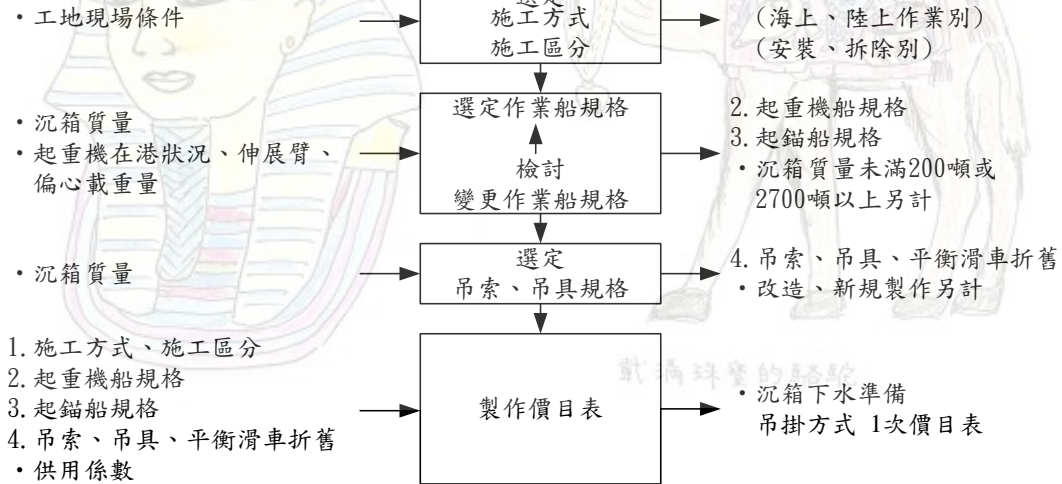 ・工地現場條件
選定
施工方式
施工區分
(海上、陸上作業別)
(安裝、拆除別)
・沉箱質量
・起重機在港狀況、伸展臂、
偏心載重量
選定作業船規格
檢討
變更作業船規格
2.起重機船規格
3.起錨船規格
・沉箱質量未滿200噸或
2700噸以上另計
・沉箱質量
選定
吊索、吊具規格
4.吊索、吊具、平衡滑車折舊
・改造、新規製作另計
1.施工方式、施工區分
2.起重機船規格
3.起錨船規格
4.吊索、吊具、平衡滑車折舊
・供用係數
製作價目表
・沉箱下水準備
吊掛方式 1次價目表
戴滿珠寶的駱駝